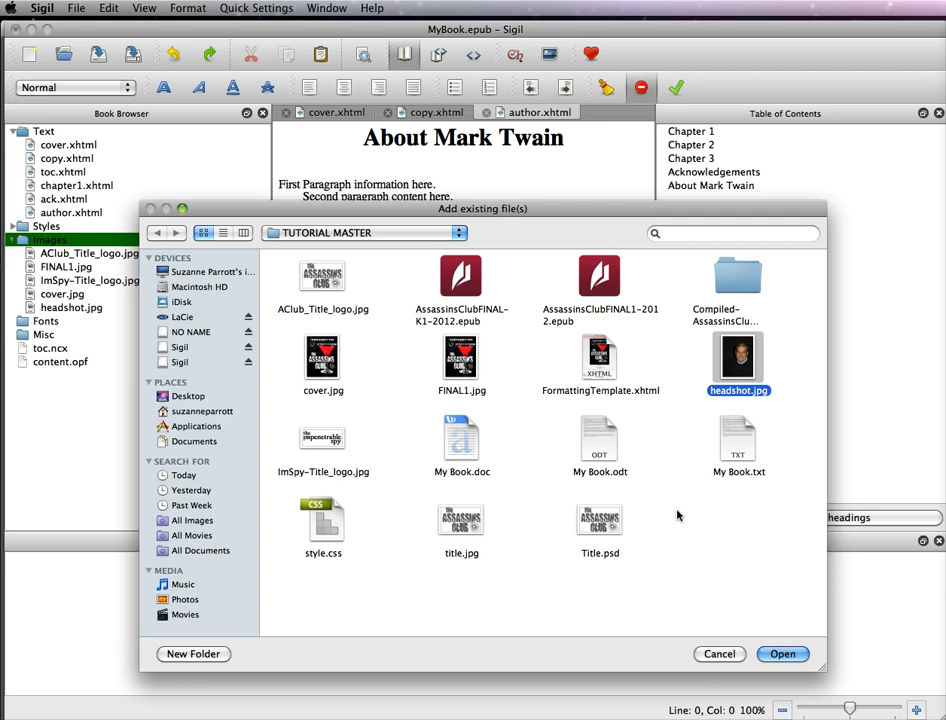 Sigil File Edit View Format Quick Settings Window Help
MyBook.epub – Sigil
Normal
Book Browser
cover.xhtml
copy.xhtml
author.xhtml
Table of Contents
Text
cover.xhtml
copy.xhtml
toc.xhtml
chapter1.xhtml
ack.xhtml
author.xhtml
Styles
Images
AClub_Title_logo.jpg
FINAL1.jpg
ImSpy-Title_logo.jpg
cover.jpg
headshot.jpg
Fonts
Misc
toc.ncx
content.opf
About Mark Twain
First Paragraph information here.
Second paragraph content here.
Chapter 1
Chapter 2
Chapter 3
Acknowledgements
About Mark Twain
Add existing file(s)
TUTORIAL MASTER
DEVICES
Suzanne Parrott's i...
Macintosh HD
iDisk
LaCie
NO NAME
Sigil
Sigil
PLACES
Desktop
suzanneparrott
Applications
Documents
SEARCH FOR
Today
Yesterday
Past Week
All Images
All Movies
All Documents
MEDIA
Music
Photos
Movies
AClub_Title_logo.jpg
AssassinsClubFINAL-
K1-2012.epub
AssassinsClubFINAL1-201
2.epub
Compiled-
AssassinsClu...
cover.jpg
FINAL1.jpg
XHTML
FormattingTemplate.xhtml
headshot.jpg
ImSpy-Title_logo.jpg
My Book.doc
ODT
My Book.odt
TXT
My Book.txt
CSS
style.css
title.jpg
Title.psd
headings
New Folder
Cancel
Open
Line: 0, Col: 0 100%